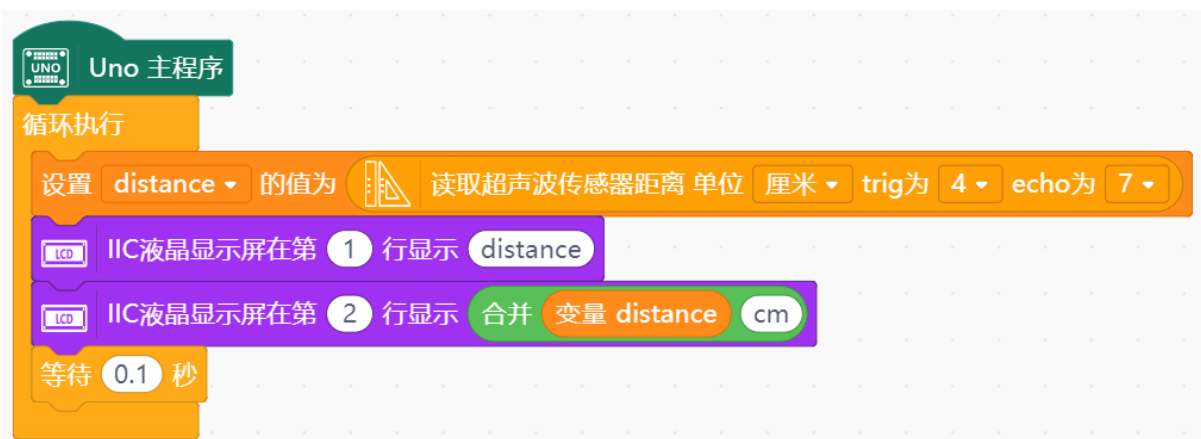 UNO Uno 主程序
循环执行
设置 distance 的值为 读取超声波传感器距离 单位 厘米 trig为 4 echo为 7
LCD IIC液晶显示屏在第 1 行显示 distance
LCD IIC液晶显示屏在第 2 行显示 合并 变量 distance cm
等待 0.1 秒